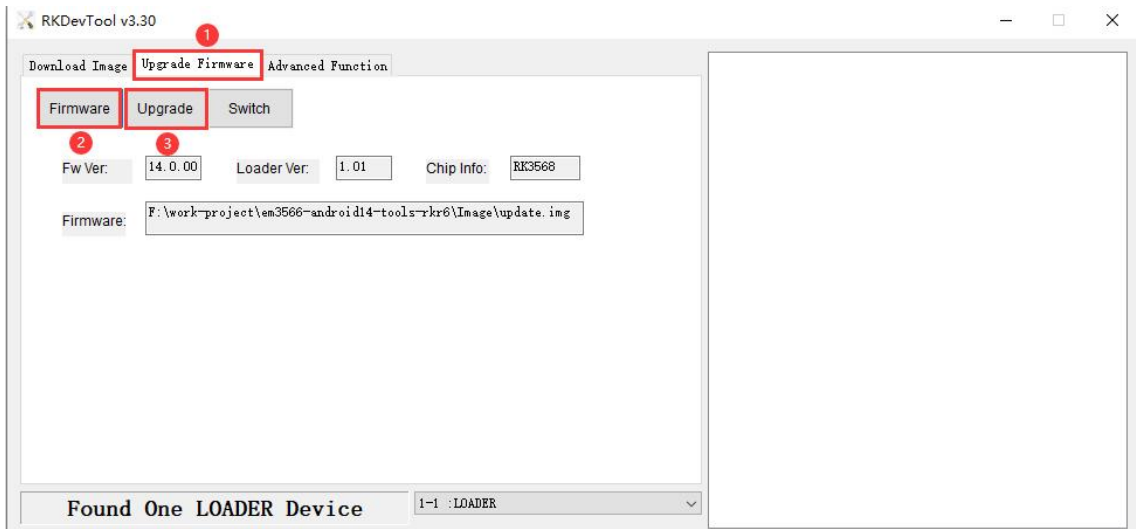 RKDevTool v3.30
1
Download Image Upgrade Firmware Advanced Function
Firmware Upgrade Switch
2 3
Fw Ver: 14.0.00 Loader Ver: 1.01 Chip Info: RK3568
Firmware: F:\work-project\em3566-android14-tools-rkr6\Image\update.img
Found One LOADER Device 1-1 :LOADER